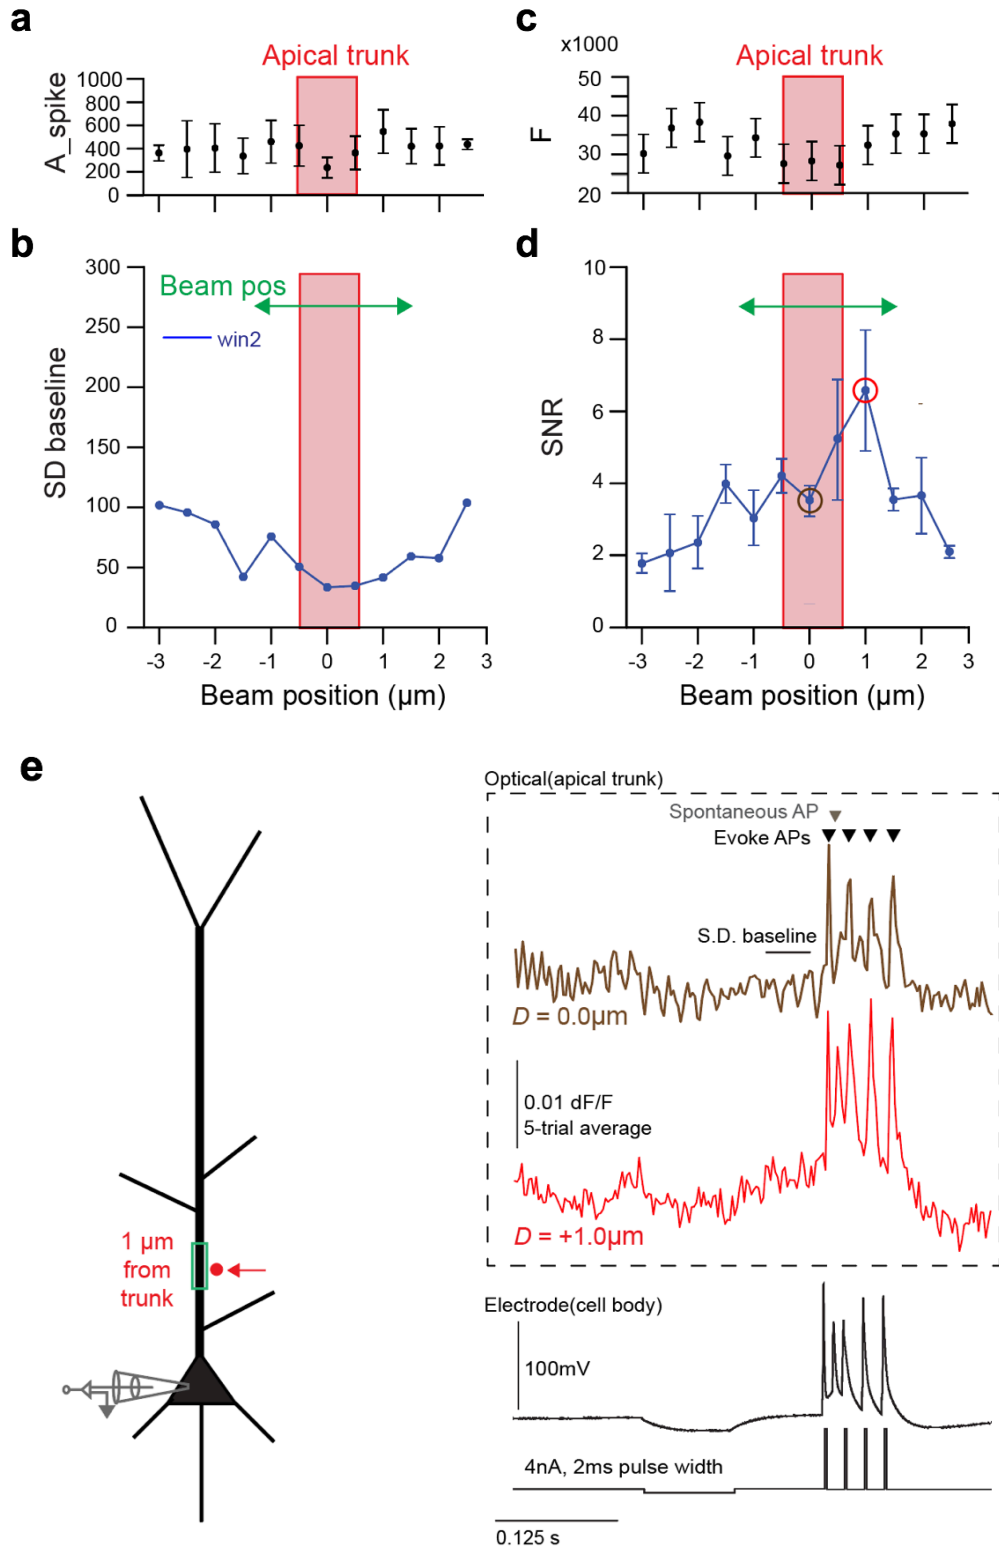 a
Apical trunk
A_spike
1000
800
600
400
200
0
c
x1000
Apical trunk
F
50
40
30
20
b
SD baseline
300
250
200
150
100
50
0
Beam pos
win2
-3 -2 -1 0 1 2 3
Beam position (µm)
d
SNR
10
8
6
4
2
0
-3 -2 -1 0 1 2 3
Beam position (µm)
e
1 µm
from
trunk
Optical(apical trunk)
Spontaneous AP
Evoke APs
S.D. baseline
D = 0.0µm
0.01 dF/F
5-trial average
D = +1.0µm
Electrode(cell body)
100mV
4nA, 2ms pulse width
0.125 s